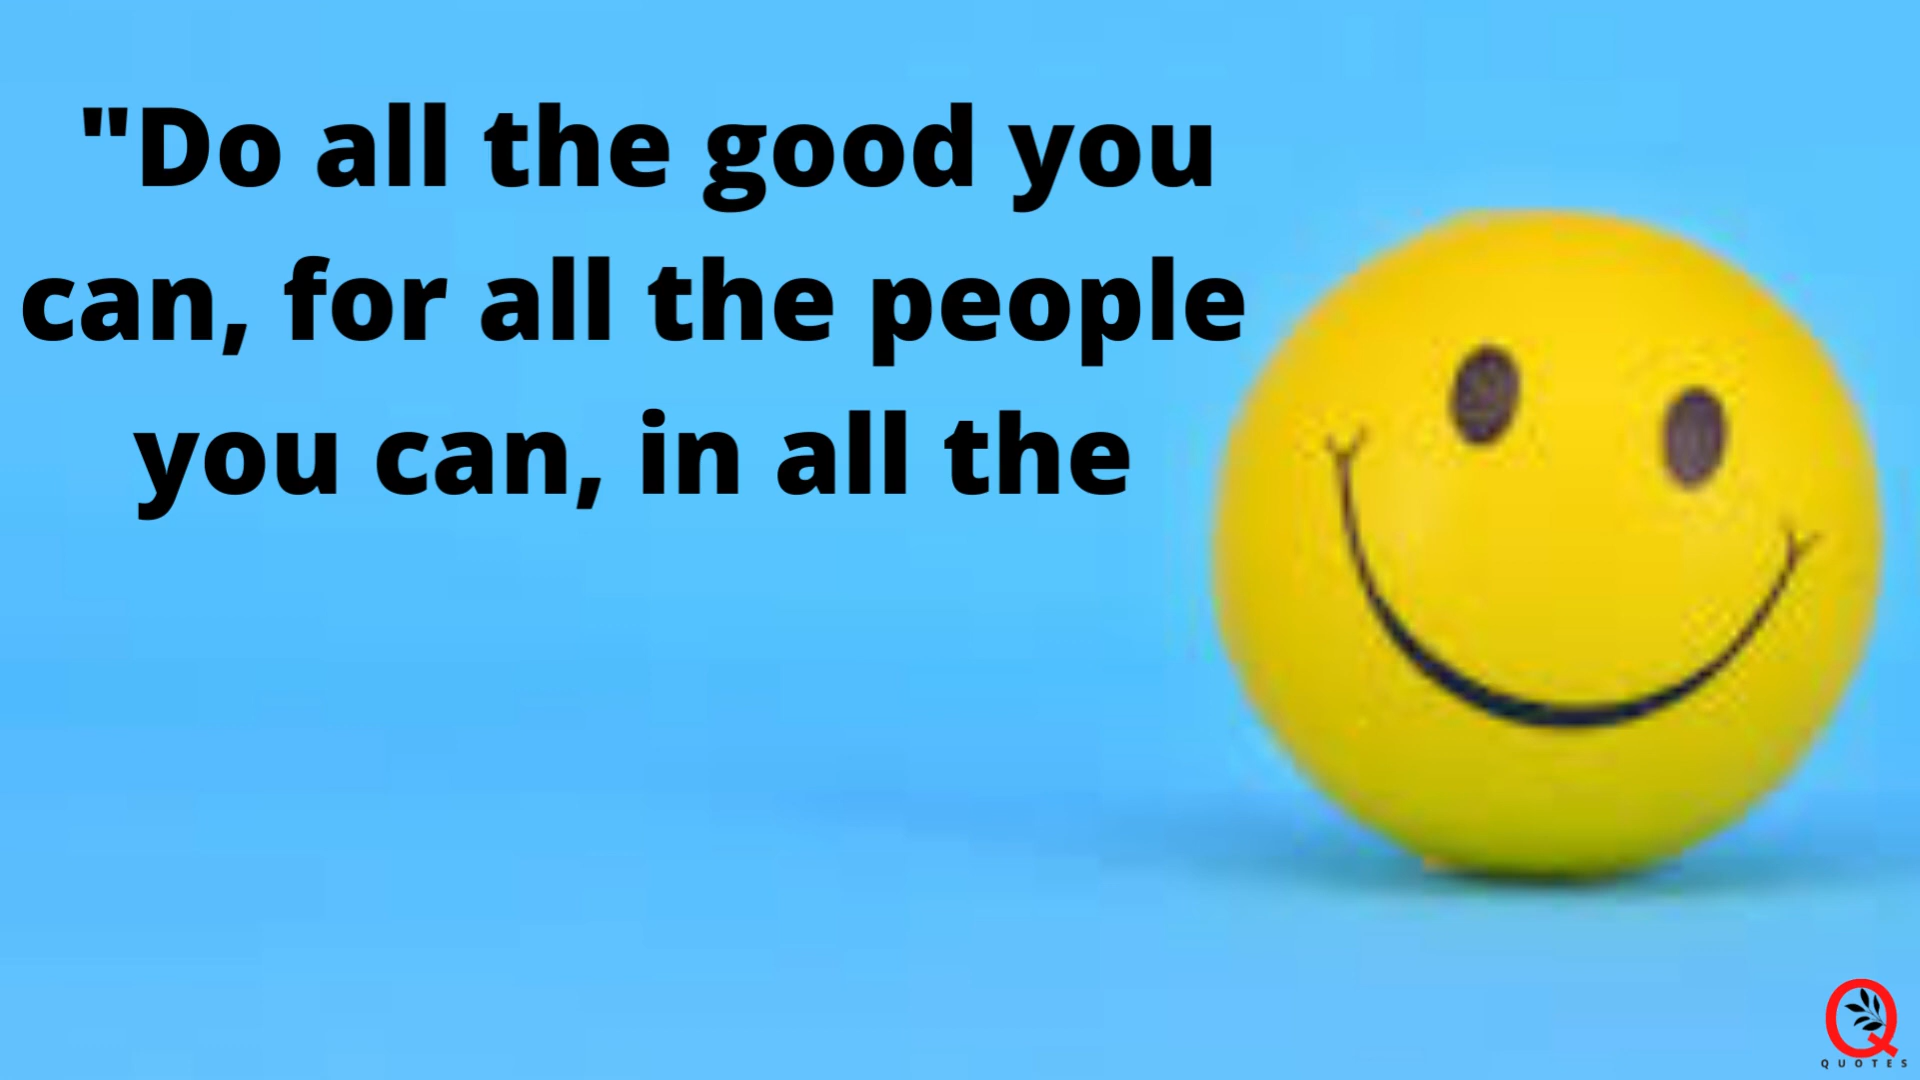 "Do all the good you
can, for all the people
you can, in all the
Q
QUOTES